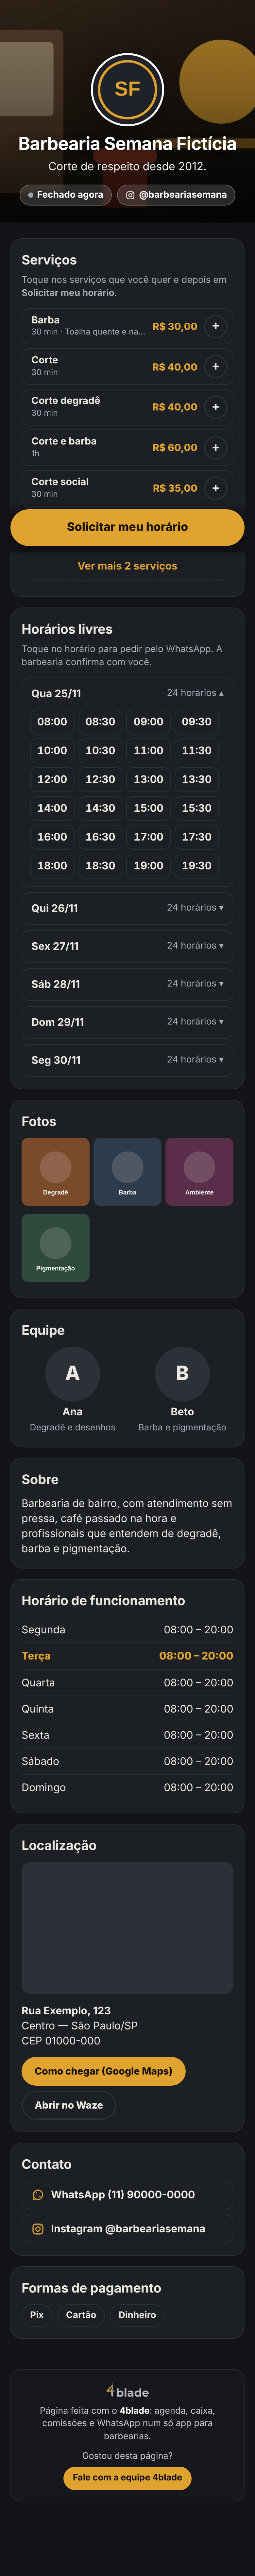 SF
Barbearia Semana Fictícia
Corte de respeito desde 2012.
Fechado agora
@barbeariasemana
Serviços
Toque nos serviços que você quer e depois em
Solicitar meu horário.
Barba
30 min · Toalha quente e na...
R$ 30,00
+
Corte
30 min
R$ 40,00
+
Corte degradê
30 min
R$ 40,00
+
Corte e barba
1h
R$ 60,00
+
Corte social
30 min
R$ 35,00
+
Solicitar meu horário
Ver mais 2 serviços
Horários livres
Toque no horário para pedir pelo WhatsApp. A
barbearia confirma com você.
Qua 25/11 24 horários ▴
08:00 08:30 09:00 09:30
10:00 10:30 11:00 11:30
12:00 12:30 13:00 13:30
14:00 14:30 15:00 15:30
16:00 16:30 17:00 17:30
18:00 18:30 19:00 19:30
Qui 26/11 24 horários ▾
Sex 27/11 24 horários ▾
Sáb 28/11 24 horários ▾
Dom 29/11 24 horários ▾
Seg 30/11 24 horários ▾
Fotos
Degradê Barba Ambiente
Pigmentação
Equipe
A
Ana
Degradê e desenhos
B
Beto
Barba e pigmentação
Sobre
Barbearia de bairro, com atendimento sem
pressa, café passado na hora e
profissionais que entendem de degradê,
barba e pigmentação.
Horário de funcionamento
Segunda 08:00 – 20:00
Terça 08:00 – 20:00
Quarta 08:00 – 20:00
Quinta 08:00 – 20:00
Sexta 08:00 – 20:00
Sábado 08:00 – 20:00
Domingo 08:00 – 20:00
Localização
Rua Exemplo, 123
Centro — São Paulo/SP
CEP 01000-000
Como chegar (Google Maps)
Abrir no Waze
Contato
WhatsApp (11) 90000-0000
Instagram @barbeariasemana
Formas de pagamento
Pix Cartão Dinheiro
4blade
Página feita com o 4blade: agenda, caixa,
comissões e WhatsApp num só app para
barbearias.
Gostou desta página?
Fale com a equipe 4blade